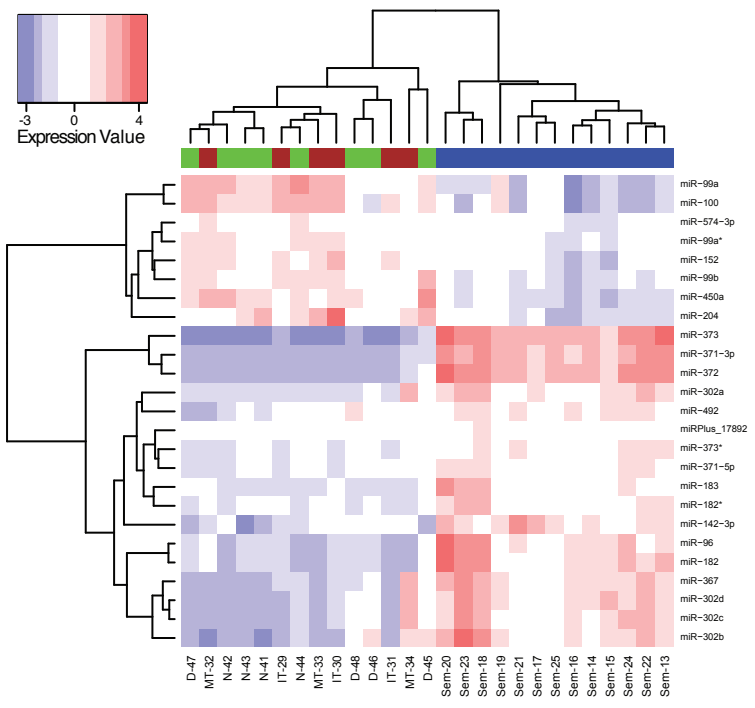 -3 0 4
Expression Value
miR−99a
miR−100
miR−574−3p
miR−99a*
miR−152
miR−99b
miR−450a
miR−204
miR−373
miR−371−3p
miR−372
miR−302a
miR−492
miRPlus_17892
miR−373*
miR−371−5p
miR−183
miR−182*
miR−142−3p
miR−96
miR−182
miR−367
miR−302d
miR−302c
miR−302b
D-47
MT-32
N-42
N-43
N-41
IT-29
N-44
MT-33
IT-30
D-48
D-46
IT-31
MT-34
D-45
Sem-20
Sem-23
Sem-18
Sem-19
Sem-21
Sem-17
Sem-25
Sem-16
Sem-14
Sem-15
Sem-24
Sem-22
Sem-13